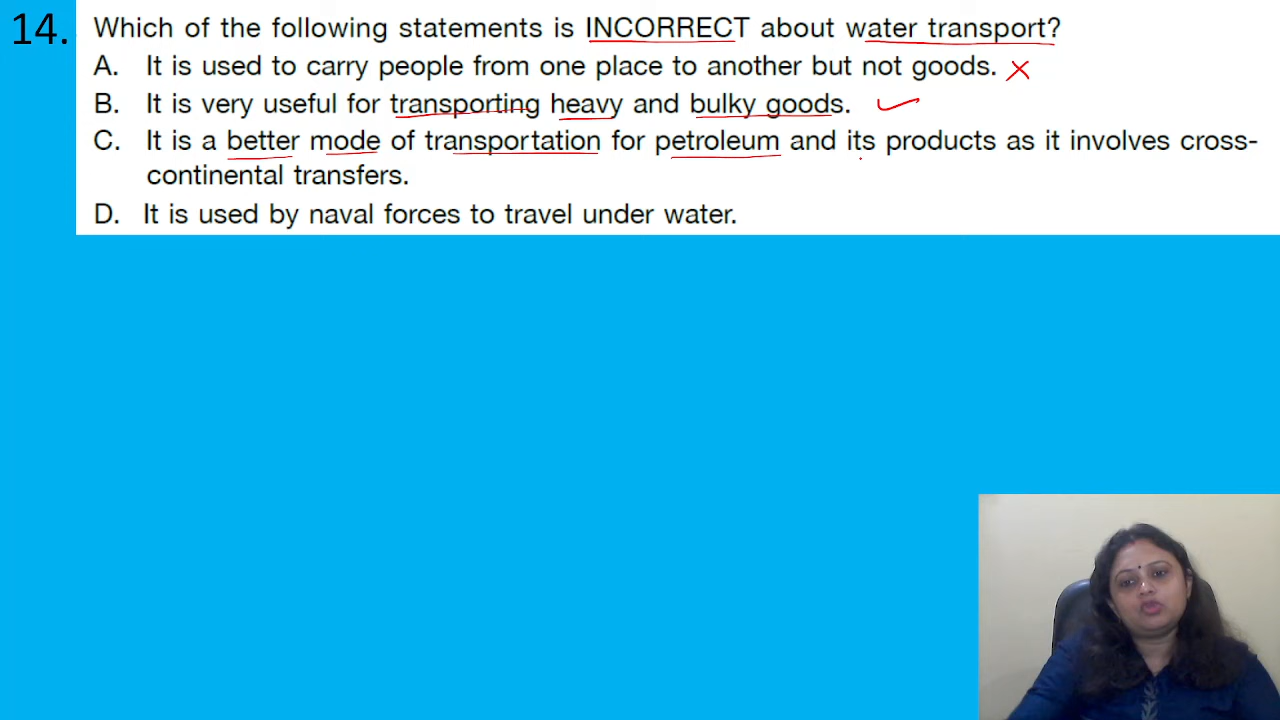 14. Which of the following statements is INCORRECT about water transport?
A. It is used to carry people from one place to another but not goods.
B. It is very useful for transporting heavy and bulky goods.
C. It is a better mode of transportation for petroleum and its products as it involves cross-
continental transfers.
D. It is used by naval forces to travel under water.